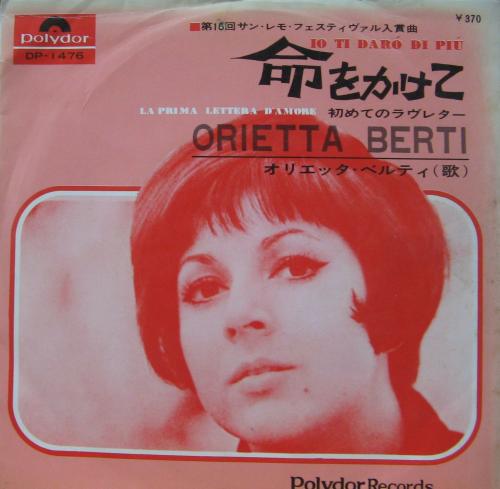 polydor
DP-1476
■第16回サン・レモ・フェスティヴァル入賞曲
￥370
IO TI DARÓ DI PIÚ
命をかけて
LA PRIMA LETTERA D'AMORE 初めてのラヴレター
ORIETTA BERTI
オリエッタ・ベルティ(歌)
Polydor Records